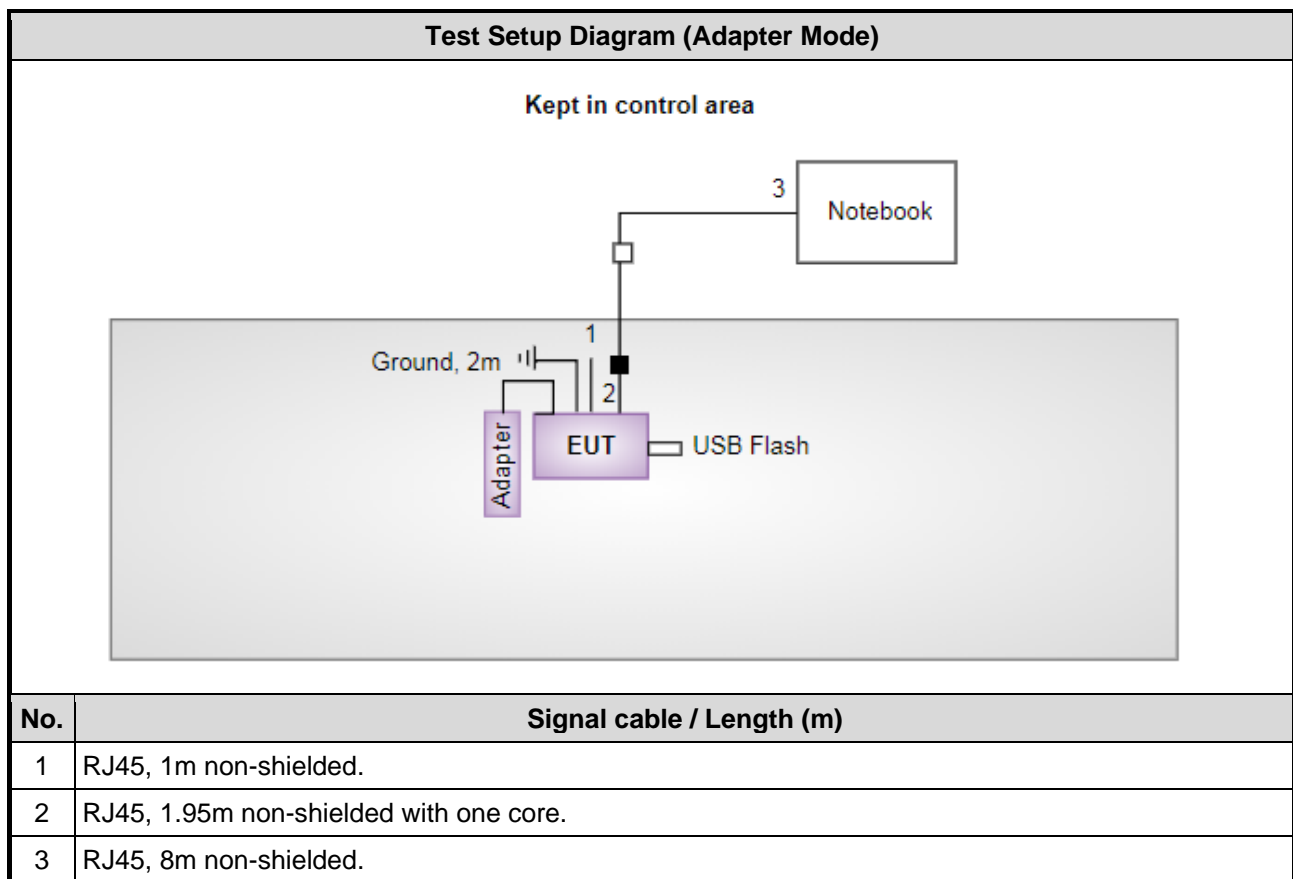 Test Setup Diagram (Adapter Mode)
Kept in control area
3
Notebook
1
Ground, 2m
2
Adapter
EUT
USB Flash
No. Signal cable / Length (m)
1 RJ45, 1m non-shielded.
2 RJ45, 1.95m non-shielded with one core.
3 RJ45, 8m non-shielded.